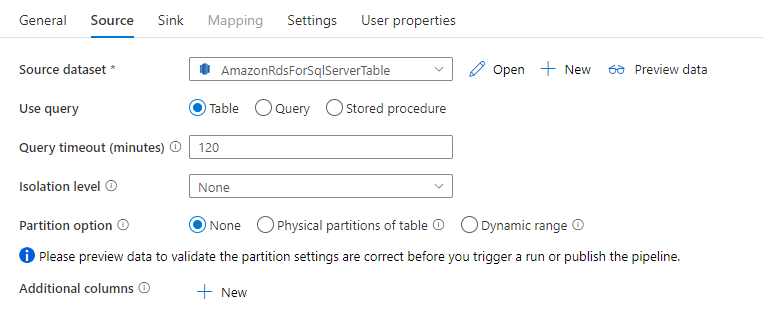 General Source Sink Mapping Settings User properties
Source dataset * AmazonRdsForSqlServerTable Open New Preview data
Use query Table Query Stored procedure
Query timeout (minutes) 120
Isolation level None
Partition option None Physical partitions of table Dynamic range
Please preview data to validate the partition settings are correct before you trigger a run or publish the pipeline.
Additional columns New